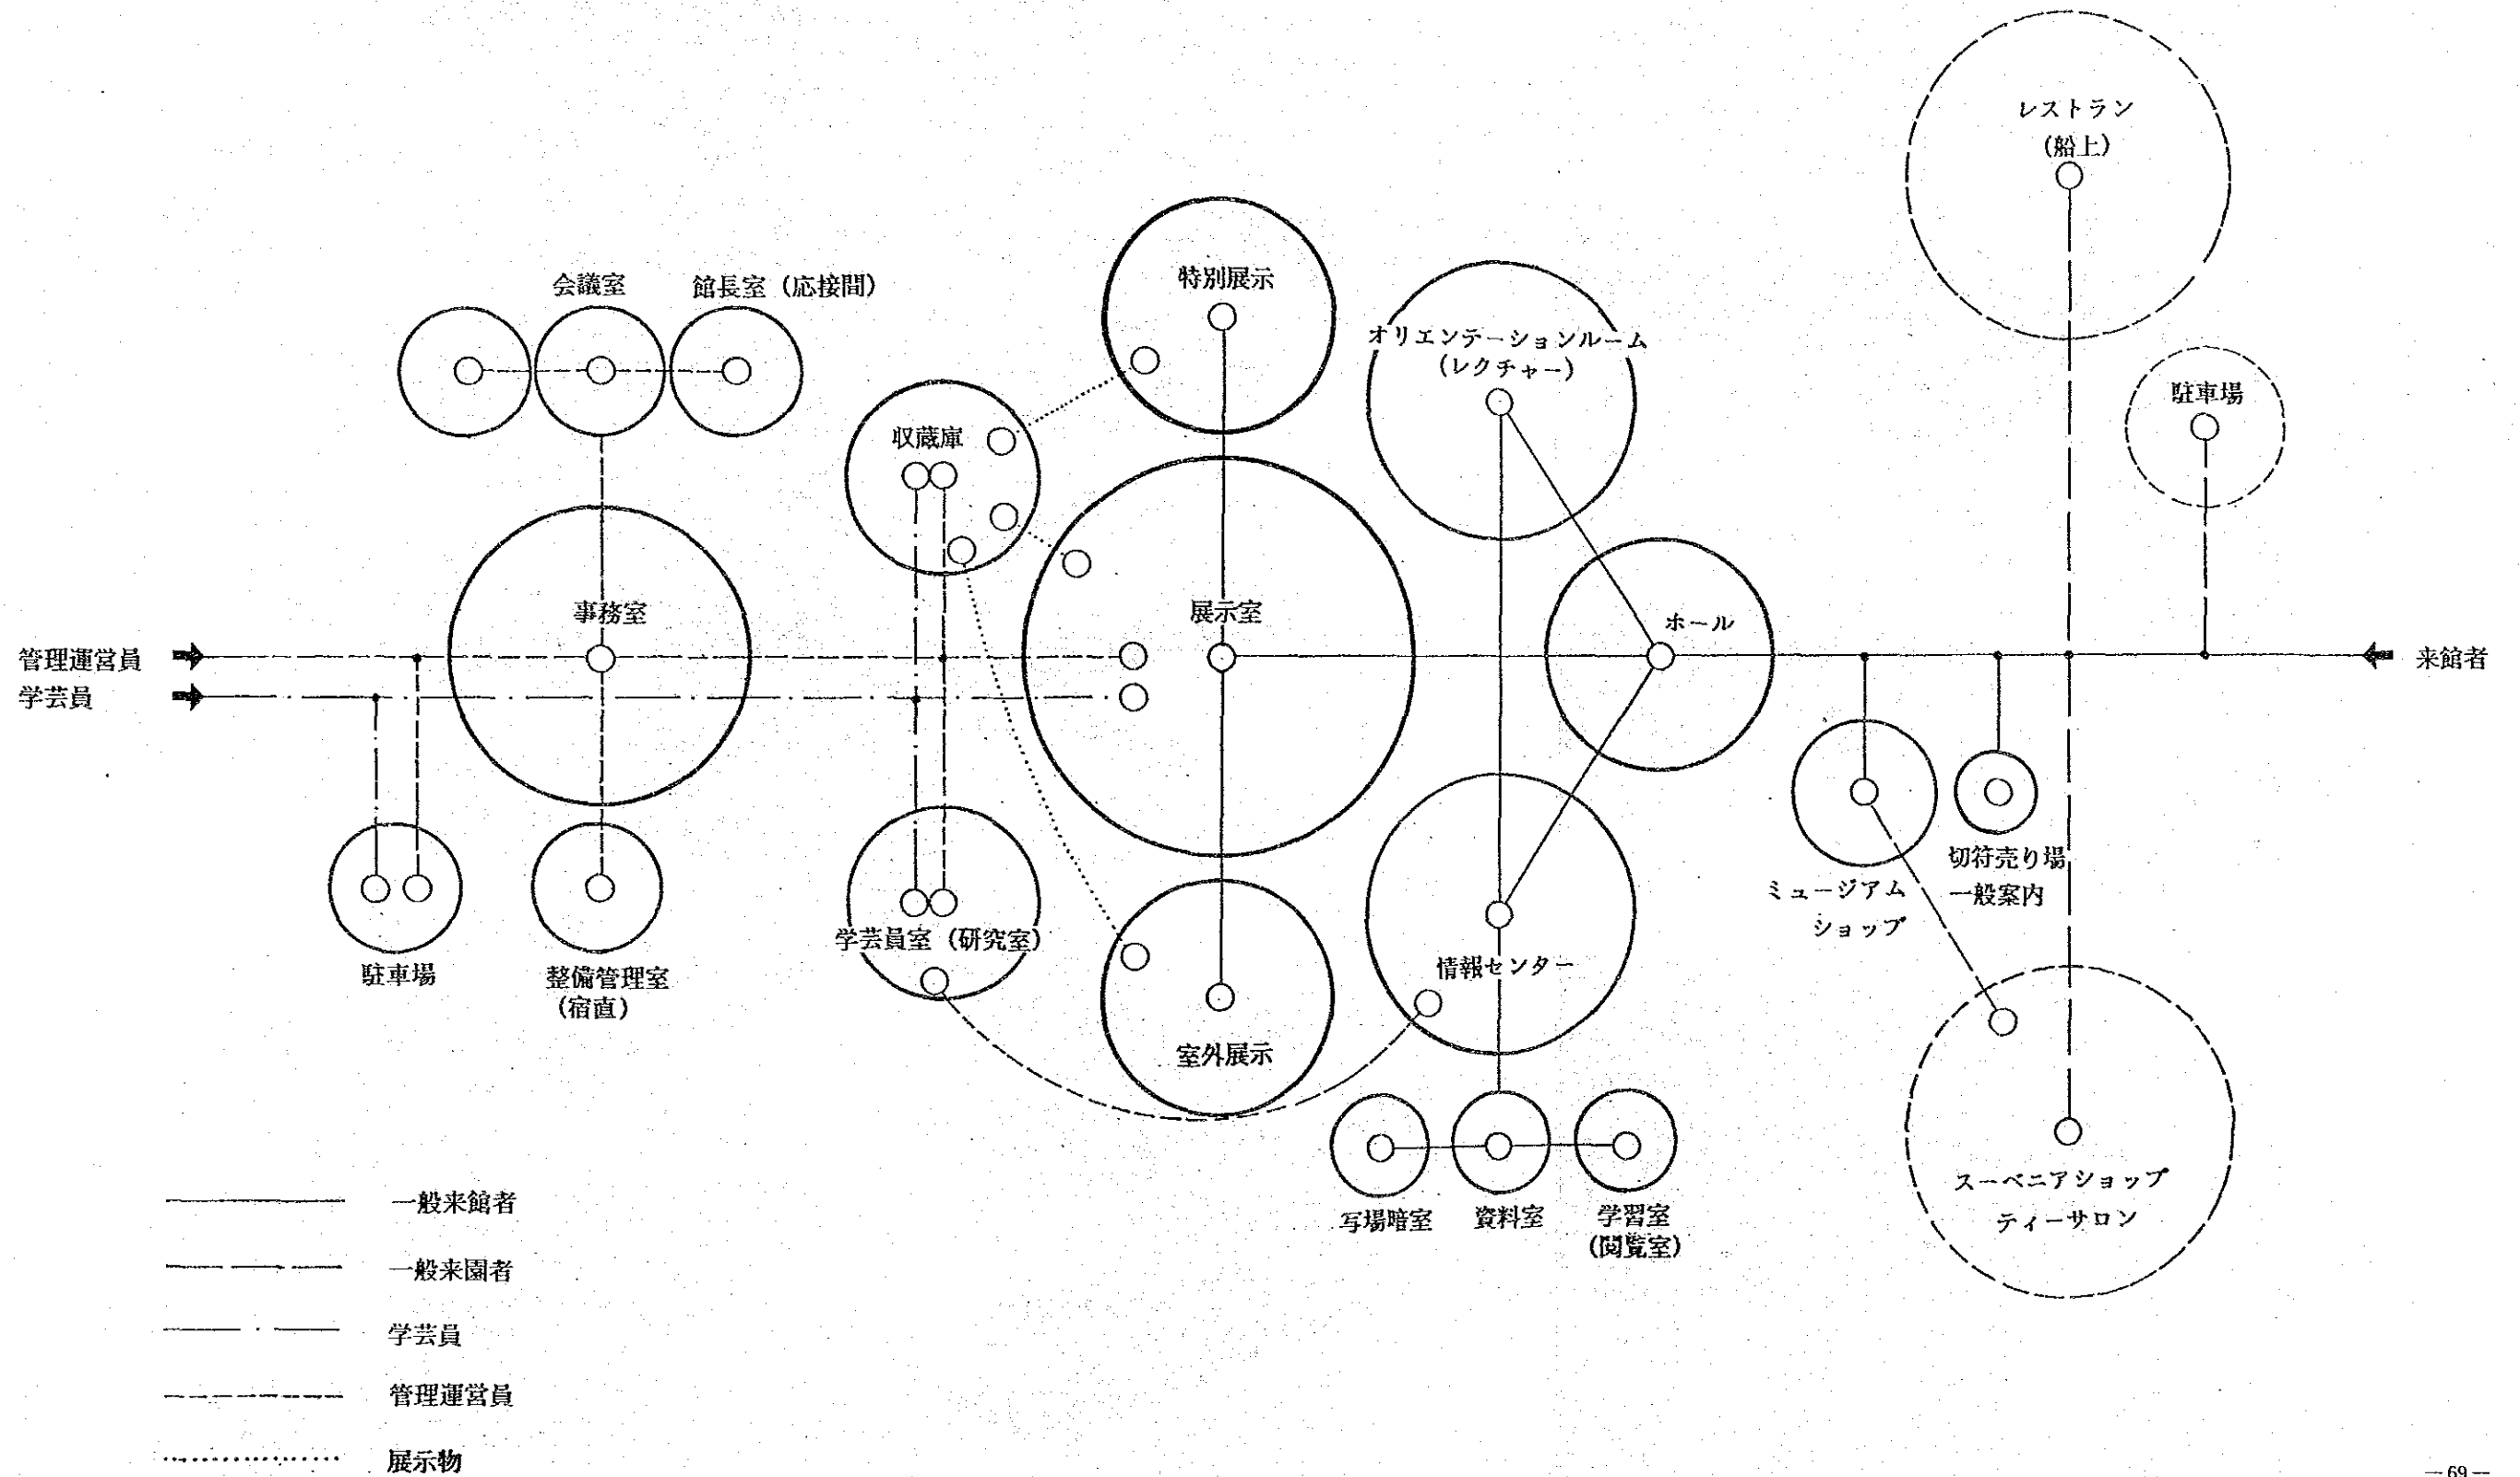 レストラン
(船上)
駐車場
特別展示
会議室
館長室(応接間)
オリエンテーションルーム
(レクチャー)
収蔵庫
事務室
展示室
ホール
管理運営員
学芸員
来館者
切符売り場
一般案内
ミュージアム
ショップ
学芸員室(研究室)
情報センター
駐車場
整備管理室
(宿直)
室外展示
スーベニアショップ
ティーサロン
写場暗室
資料室
学習室
(閲覧室)
一般来館者
一般来園者
学芸員
管理運営員
展示物
— 69 —